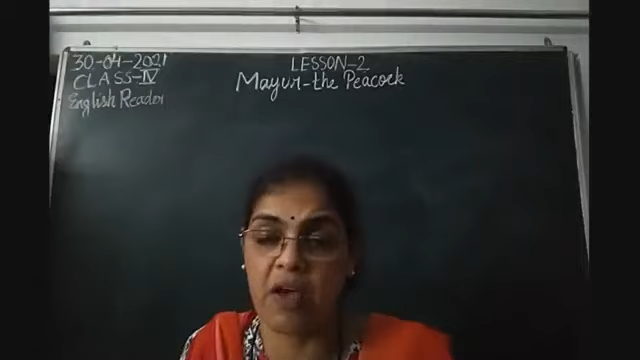 30-04-2021
CLASS-IV
English Reader
LESSON-2
Mayur-the Peacock